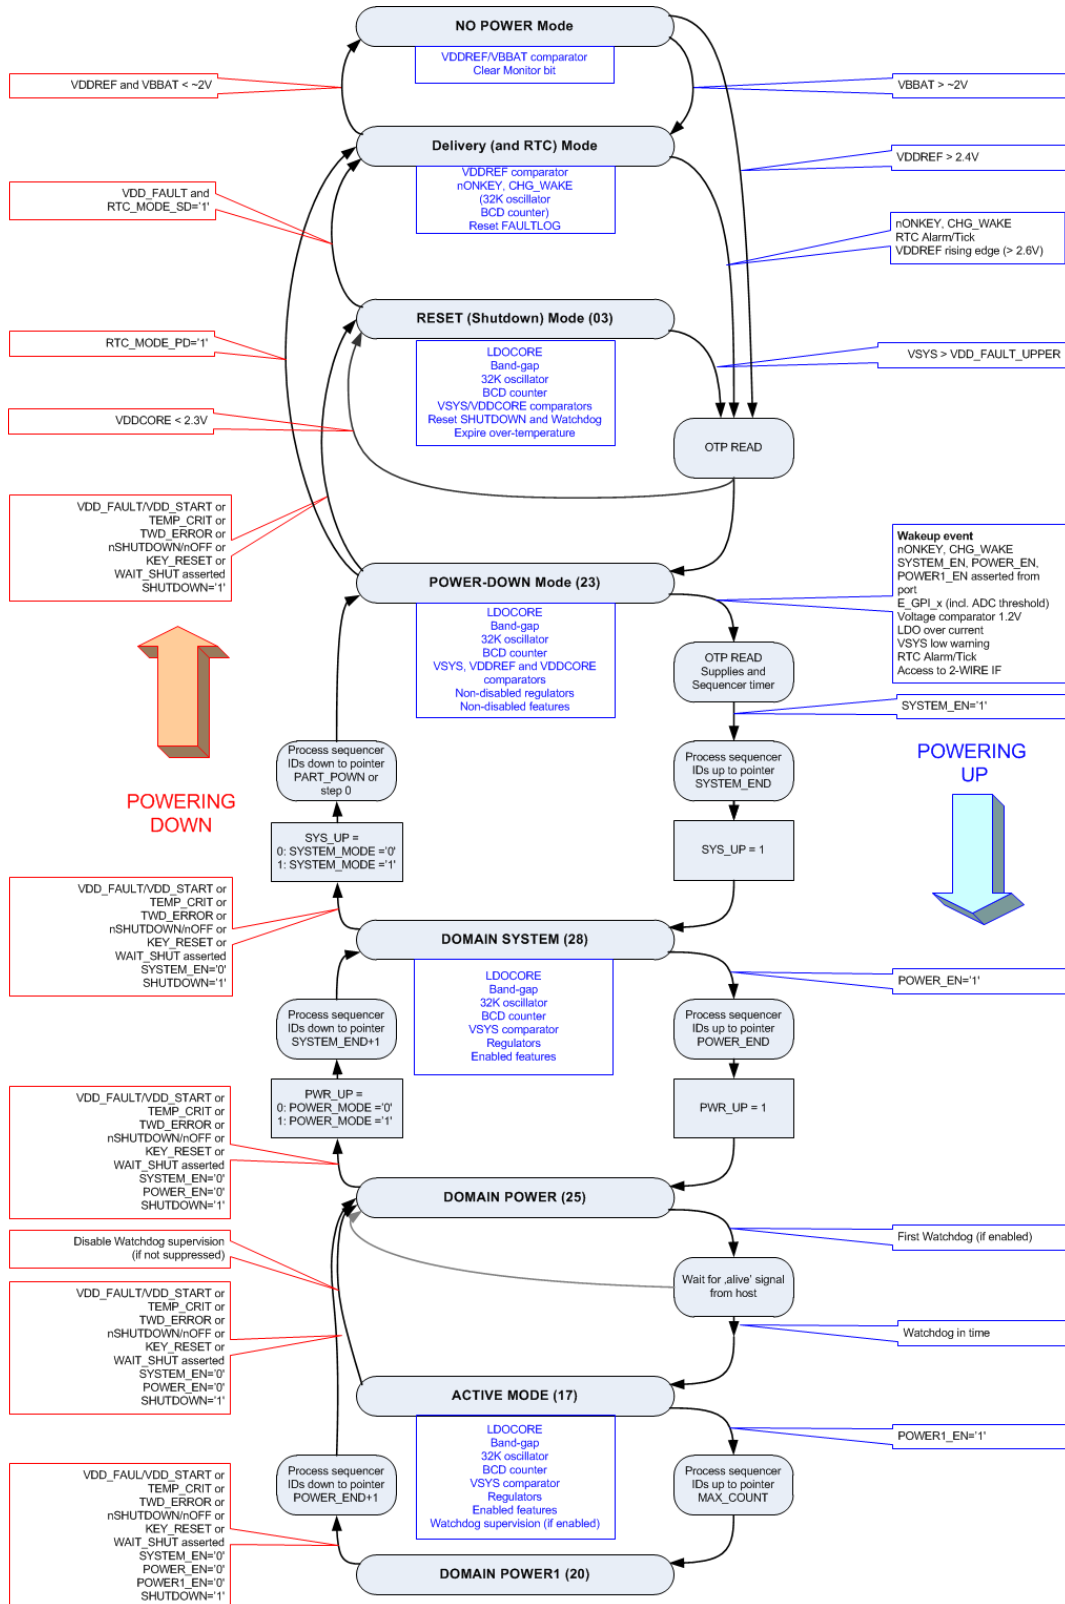 NO POWER Mode
VDDREF/VBBAT comparator
Clear Monitor bit
VDDREF and VBBAT < ~2V
VBBAT > ~2V
Delivery (and RTC) Mode
VDDREF comparator
nONKEY, CHG_WAKE
(32K oscillator
BCD counter)
Reset FAULTLOG
VDDREF > 2.4V
VDD_FAULT and
RTC_MODE_SD='1'
nONKEY, CHG_WAKE
RTC Alarm/Tick
VDDREF rising edge (> 2.6V)
RESET (Shutdown) Mode (03)
LDOCORE
Band-gap
32K oscillator
BCD counter
VSYS/VDDCORE comparators
Reset SHUTDOWN and Watchdog
Expire over-temperature
RTC_MODE_PD='1'
VSYS > VDD_FAULT_UPPER
VDDCORE < 2.3V
OTP READ
VDD_FAULT/VDD_START or
TEMP_CRIT or
TWD_ERROR or
nSHUTDOWN/nOFF or
KEY_RESET or
WAIT_SHUT asserted
SHUTDOWN='1'
Wakeup event
nONKEY, CHG_WAKE
SYSTEM_EN, POWER_EN,
POWER1_EN asserted from
port
E_GPI_x (incl. ADC threshold)
Voltage comparator 1.2V
LDO over current
VSYS low warning
RTC Alarm/Tick
Access to 2-WIRE IF
POWER-DOWN Mode (23)
LDOCORE
Band-gap
32K oscillator
BCD counter
VSYS, VDDREF and VDDCORE
comparators
Non-disabled regulators
Non-disabled features
OTP READ
Supplies and
Sequencer timer
SYSTEM_EN='1'
Process sequencer
IDs down to pointer
PART_POWN or
step 0
Process sequencer
IDs up to pointer
SYSTEM_END
POWERING
UP
POWERING
DOWN
SYS_UP =
0: SYSTEM_MODE ='0'
1: SYSTEM_MODE ='1'
SYS_UP = 1
VDD_FAULT/VDD_START or
TEMP_CRIT or
TWD_ERROR or
nSHUTDOWN/nOFF or
KEY_RESET or
WAIT_SHUT asserted
SYSTEM_EN='0'
SHUTDOWN='1'
DOMAIN SYSTEM (28)
LDOCORE
Band-gap
32K oscillator
BCD counter
VSYS comparator
Regulators
Enabled features
POWER_EN='1'
Process sequencer
IDs down to pointer
SYSTEM_END+1
Process sequencer
IDs up to pointer
POWER_END
PWR_UP =
0: POWER_MODE ='0'
1: POWER_MODE ='1'
PWR_UP = 1
VDD_FAULT/VDD_START or
TEMP_CRIT or
TWD_ERROR or
nSHUTDOWN/nOFF or
KEY_RESET or
WAIT_SHUT asserted
SYSTEM_EN='0'
POWER_EN='0'
SHUTDOWN='1'
DOMAIN POWER (25)
Disable Watchdog supervision
(if not suppressed)
First Watchdog (if enabled)
Wait for ‚alive' signal
from host
VDD_FAULT/VDD_START or
TEMP_CRIT or
TWD_ERROR or
nSHUTDOWN/nOFF or
KEY_RESET or
WAIT_SHUT asserted
SYSTEM_EN='0'
POWER_EN='0'
SHUTDOWN='1'
Watchdog in time
ACTIVE MODE (17)
LDOCORE
Band-gap
32K oscillator
BCD counter
VSYS comparator
Regulators
Enabled features
Watchdog supervision (if enabled)
POWER1_EN='1'
Process sequencer
IDs down to pointer
POWER_END+1
Process sequencer
IDs up to pointer
MAX_COUNT
VDD_FAUL/VDD_START or
TEMP_CRIT or
TWD_ERROR or
nSHUTDOWN/nOFF or
KEY_RESET or
WAIT_SHUT asserted
SYSTEM_EN='0'
POWER_EN='0'
POWER1_EN='0'
SHUTDOWN='1'
DOMAIN POWER1 (20)